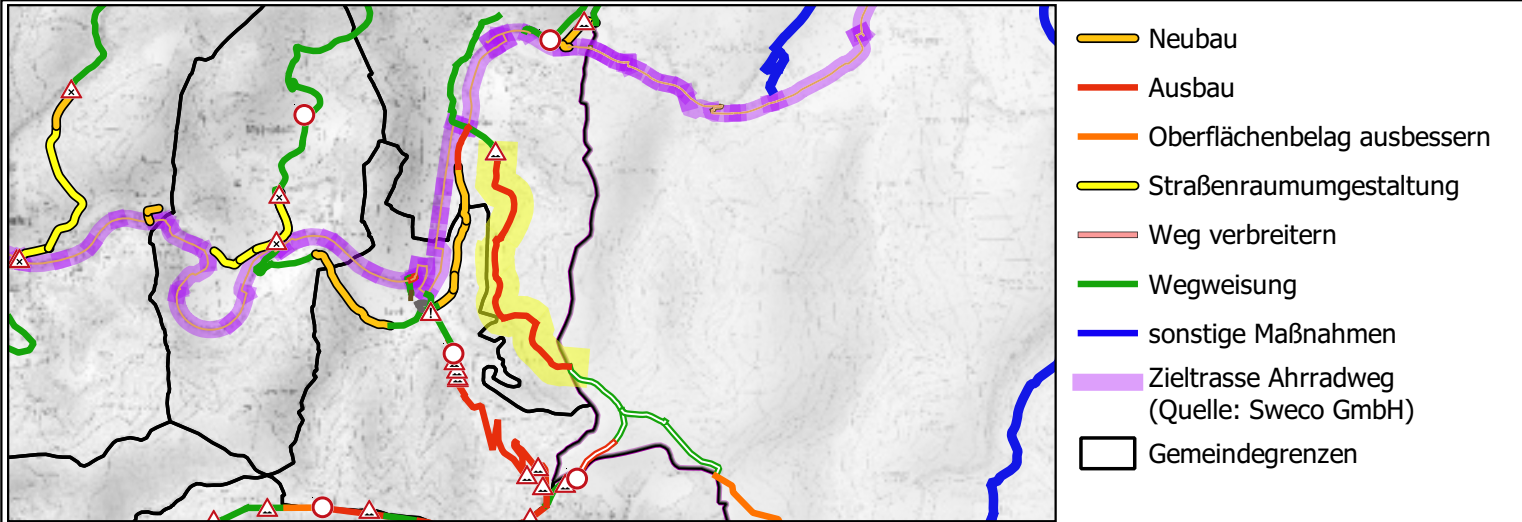 Neubau
Ausbau
Oberflächenbelag ausbessern
Straßenraumumgestaltung
Weg verbreitern
Wegweisung
sonstige Maßnahmen
Zieltrasse Ahrradweg
(Quelle: Sweco GmbH)
Gemeindegrenzen